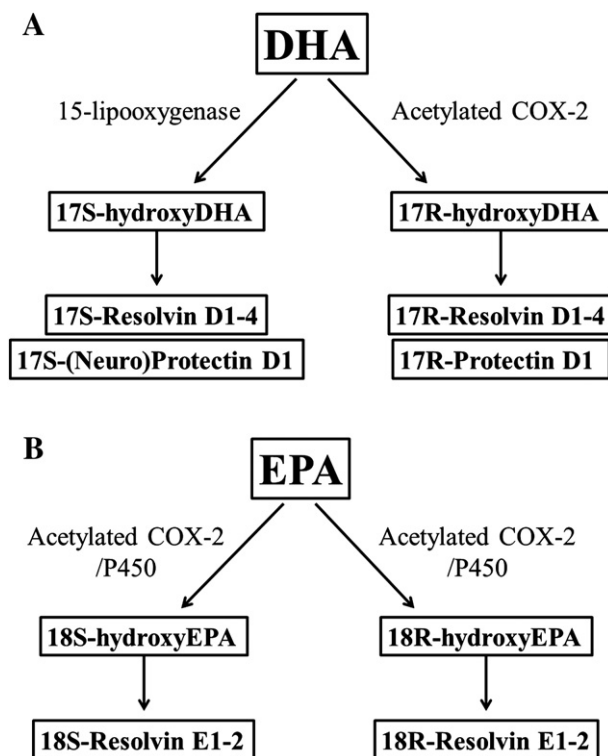 A
DHA
15-lipooxygenase
Acetylated COX-2
17S-hydroxyDHA
17R-hydroxyDHA
17S-Resolvin D1-4
17R-Resolvin D1-4
17S-(Neuro)Protectin D1
17R-Protectin D1
B
EPA
Acetylated COX-2
/P450
Acetylated COX-2
/P450
18S-hydroxyEPA
18R-hydroxyEPA
18S-Resolvin E1-2
18R-Resolvin E1-2